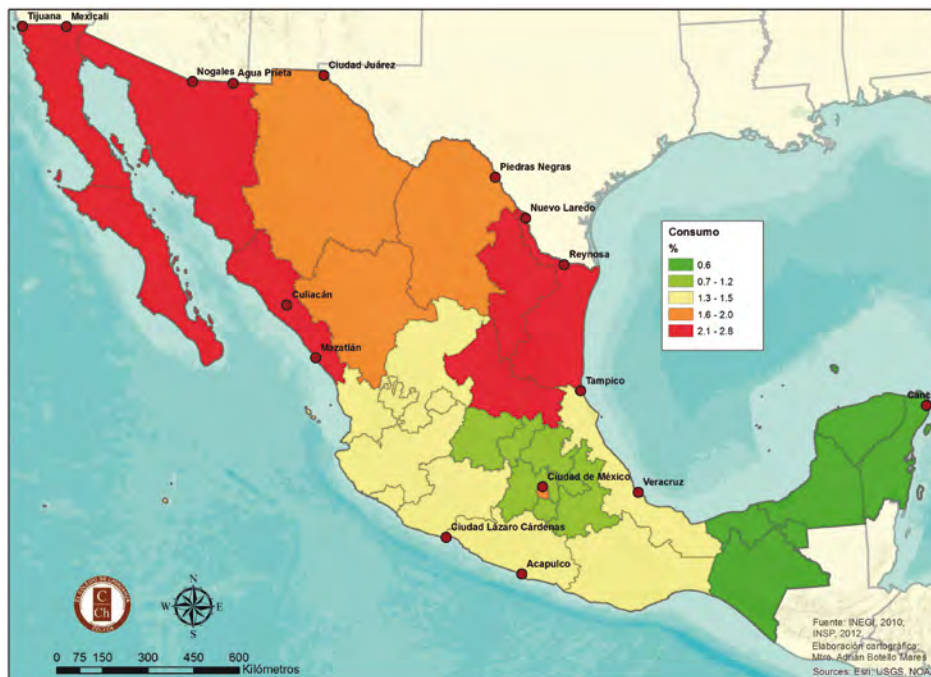 Tijuana
Mexicali
Nogales
Agua Prieta
Ciudad Juárez
Piedras Negras
Nuevo Laredo
Reynosa
Consumo
%
0.6
0.7 - 1.2
1.3 - 1.5
1.6 - 2.0
2.1 - 2.8
Culiacán
Mazatlán
Tampico
Ciudad de México
Veracruz
Ciudad Lázaro Cárdenas
Acapulco
C
Ch
N
W
E
S
0 75 150 300 450 600
Kilómetros
Fuente: INEGI, 2010;
INSP, 2012
Elaboración cartográfica:
Mtro. Adrián Botello Mares
Sources: Esri, USGS, NOAA